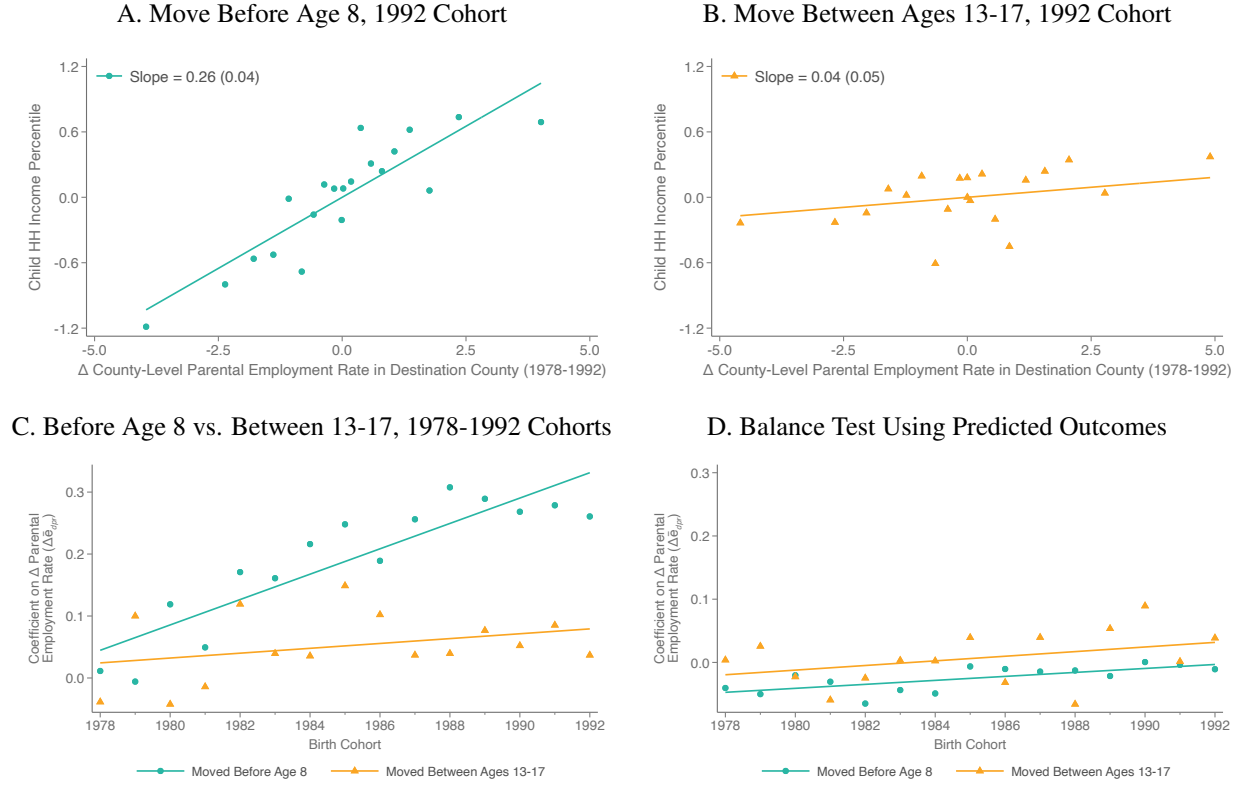 A. Move Before Age 8, 1992 Cohort
Slope = 0.26 (0.04)
Child HH Income Percentile
1.2
0.6
0.0
-0.6
-1.2
-5.0 -2.5 0.0 2.5 5.0
Δ County-Level Parental Employment Rate in Destination County (1978-1992)
B. Move Between Ages 13-17, 1992 Cohort
Slope = 0.04 (0.05)
Child HH Income Percentile
1.2
0.6
0.0
-0.6
-1.2
-5.0 -2.5 0.0 2.5 5.0
Δ County-Level Parental Employment Rate in Destination County (1978-1992)
C. Before Age 8 vs. Between 13-17, 1978-1992 Cohorts
Coefficient on Δ Parental
Employment Rate (Δēdpr)
0.3
0.2
0.1
0.0
1978 1980 1982 1984 1986 1988 1990 1992
Birth Cohort
Moved Before Age 8 Moved Between Ages 13-17
D. Balance Test Using Predicted Outcomes
Coefficient on Δ Parental
Employment Rate (Δēdpr)
0.3
0.2
0.1
0.0
1978 1980 1982 1984 1986 1988 1990 1992
Birth Cohort
Moved Before Age 8 Moved Between Ages 13-17